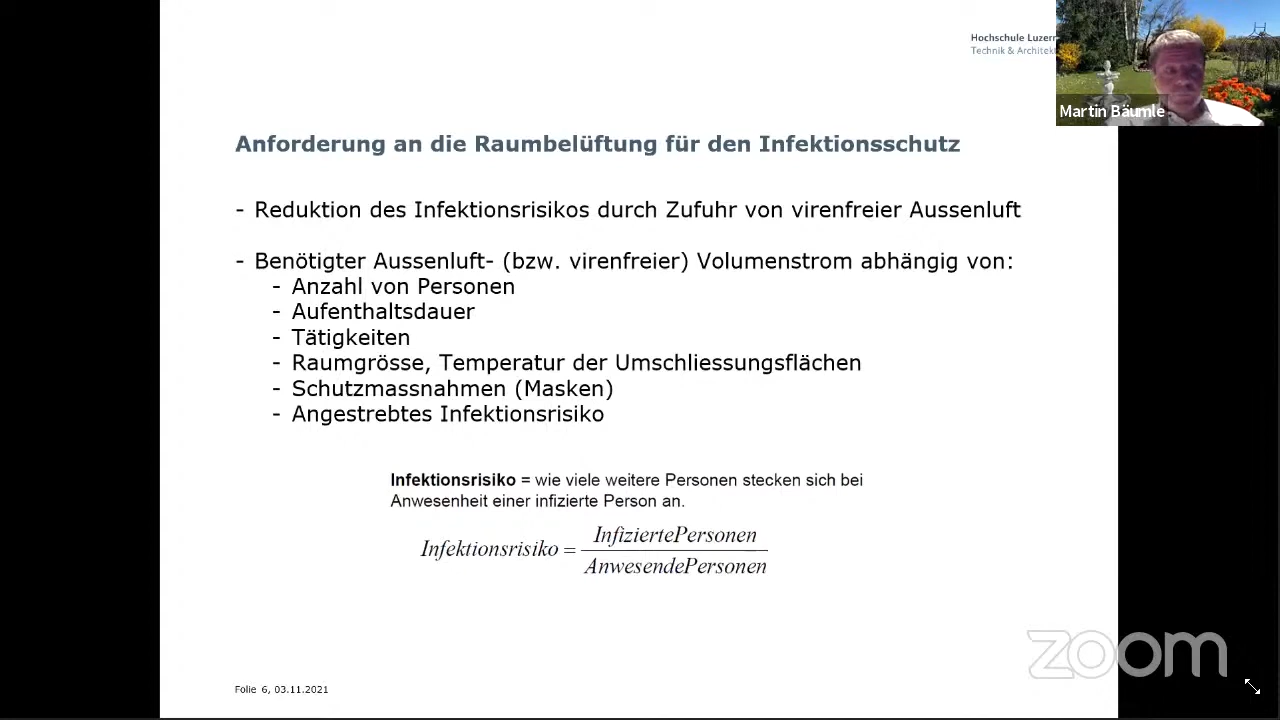 Hochschule Luzern
Technik & Architekt
Martin Bäumle
Anforderung an die Raumbelüftung für den Infektionsschutz
- Reduktion des Infektionsrisikos durch Zufuhr von virenfreier Aussenluft
- Benötigter Aussenluft- (bzw. virenfreier) Volumenstrom abhängig von:
- Anzahl von Personen
- Aufenthaltsdauer
- Tätigkeiten
- Raumgrösse, Temperatur der Umschliessungsflächen
- Schutzmassnahmen (Masken)
- Angestrebtes Infektionsrisiko
Infektionsrisiko = wie viele weitere Personen stecken sich bei
Anwesenheit einer infizierte Person an.
Infektionsrisiko = InfiziertePersonen / AnwesendePersonen
zoom
Folie 6, 03.11.2021